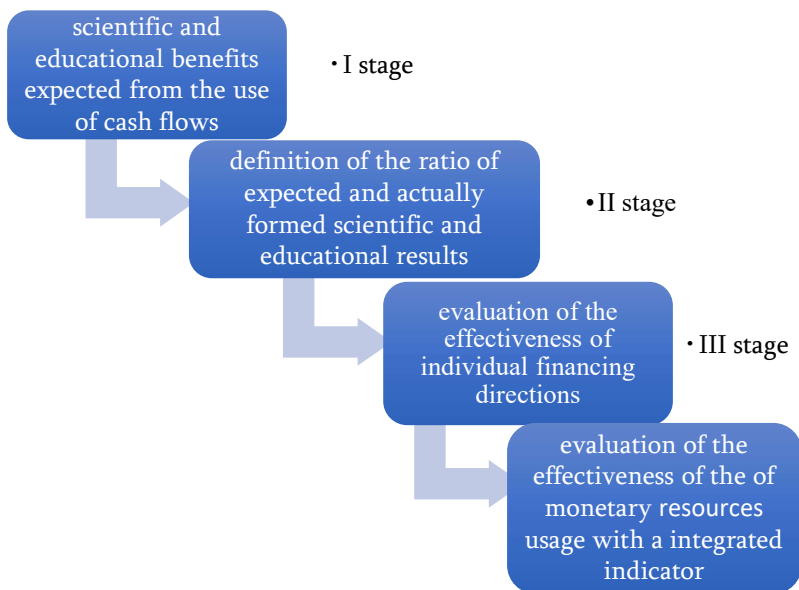 scientific and
educational benefits
expected from the use
of cash flows
· I stage
definition of the ratio of
expected and actually
formed scientific and
educational results
•II stage
evaluation of the
effectiveness of
individual financing
directions
· III stage
evaluation of the
effectiveness of the of
monetary resources
usage with a integrated
indicator